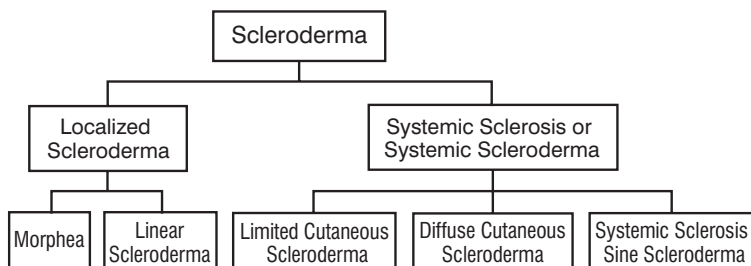 Scleroderma
Localized
Scleroderma
Systemic Sclerosis or
Systemic Scleroderma
Morphea
Linear
Scleroderma
Limited Cutaneous
Scleroderma
Diffuse Cutaneous
Scleroderma
Systemic Sclerosis
Sine Scleroderma